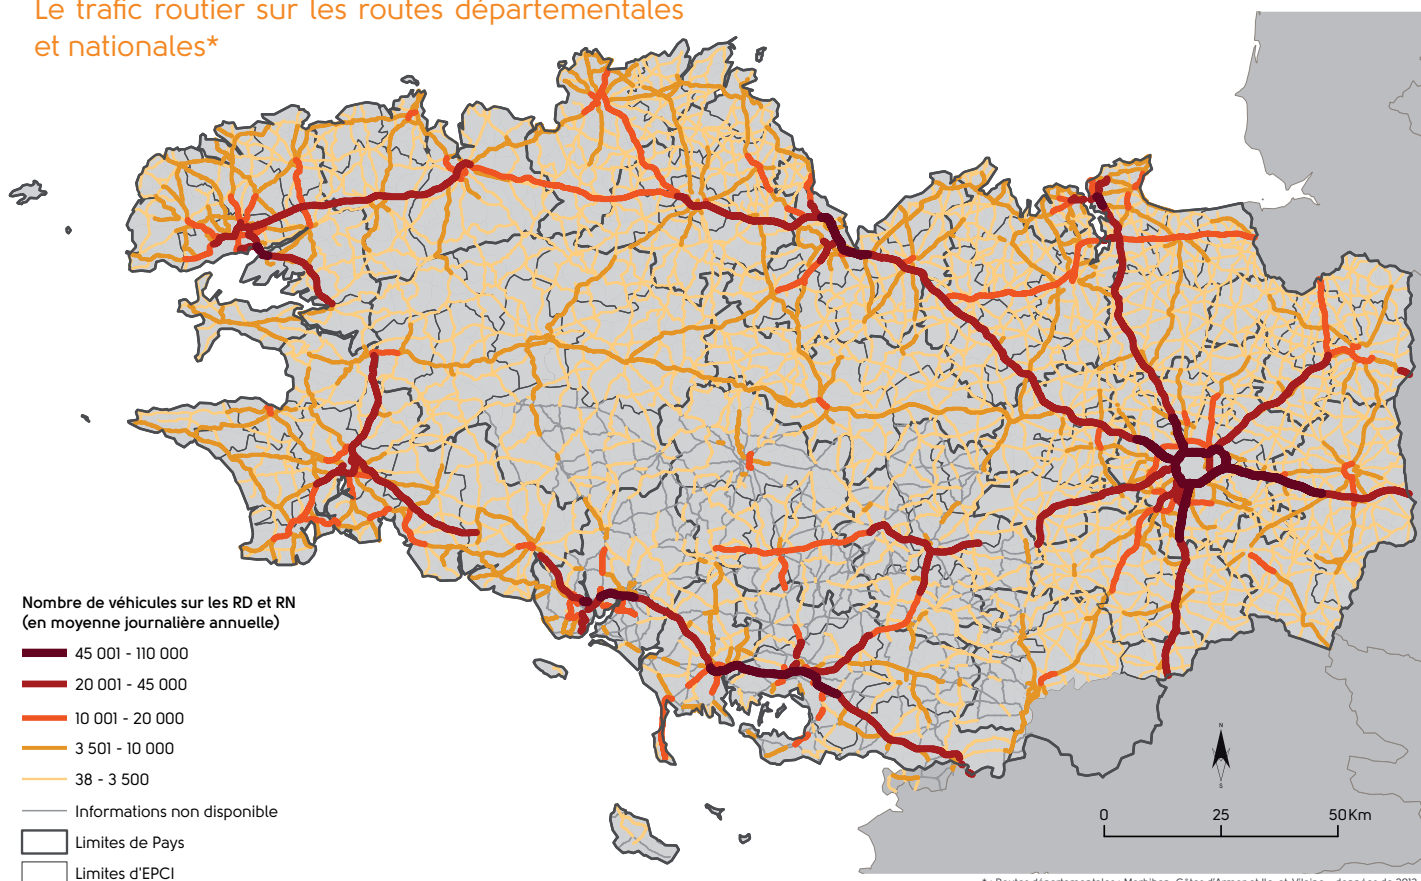 Le trafic routier sur les routes départementales
et nationales*
Nombre de véhicules sur les RD et RN
(en moyenne journalière annuelle)
45 001 - 110 000
20 001 - 45 000
10 001 - 20 000
3 501 - 10 000
38 - 3 500
Informations non disponible
Limites de Pays
Limites d'EPCI
N
S
0 25 50 Km